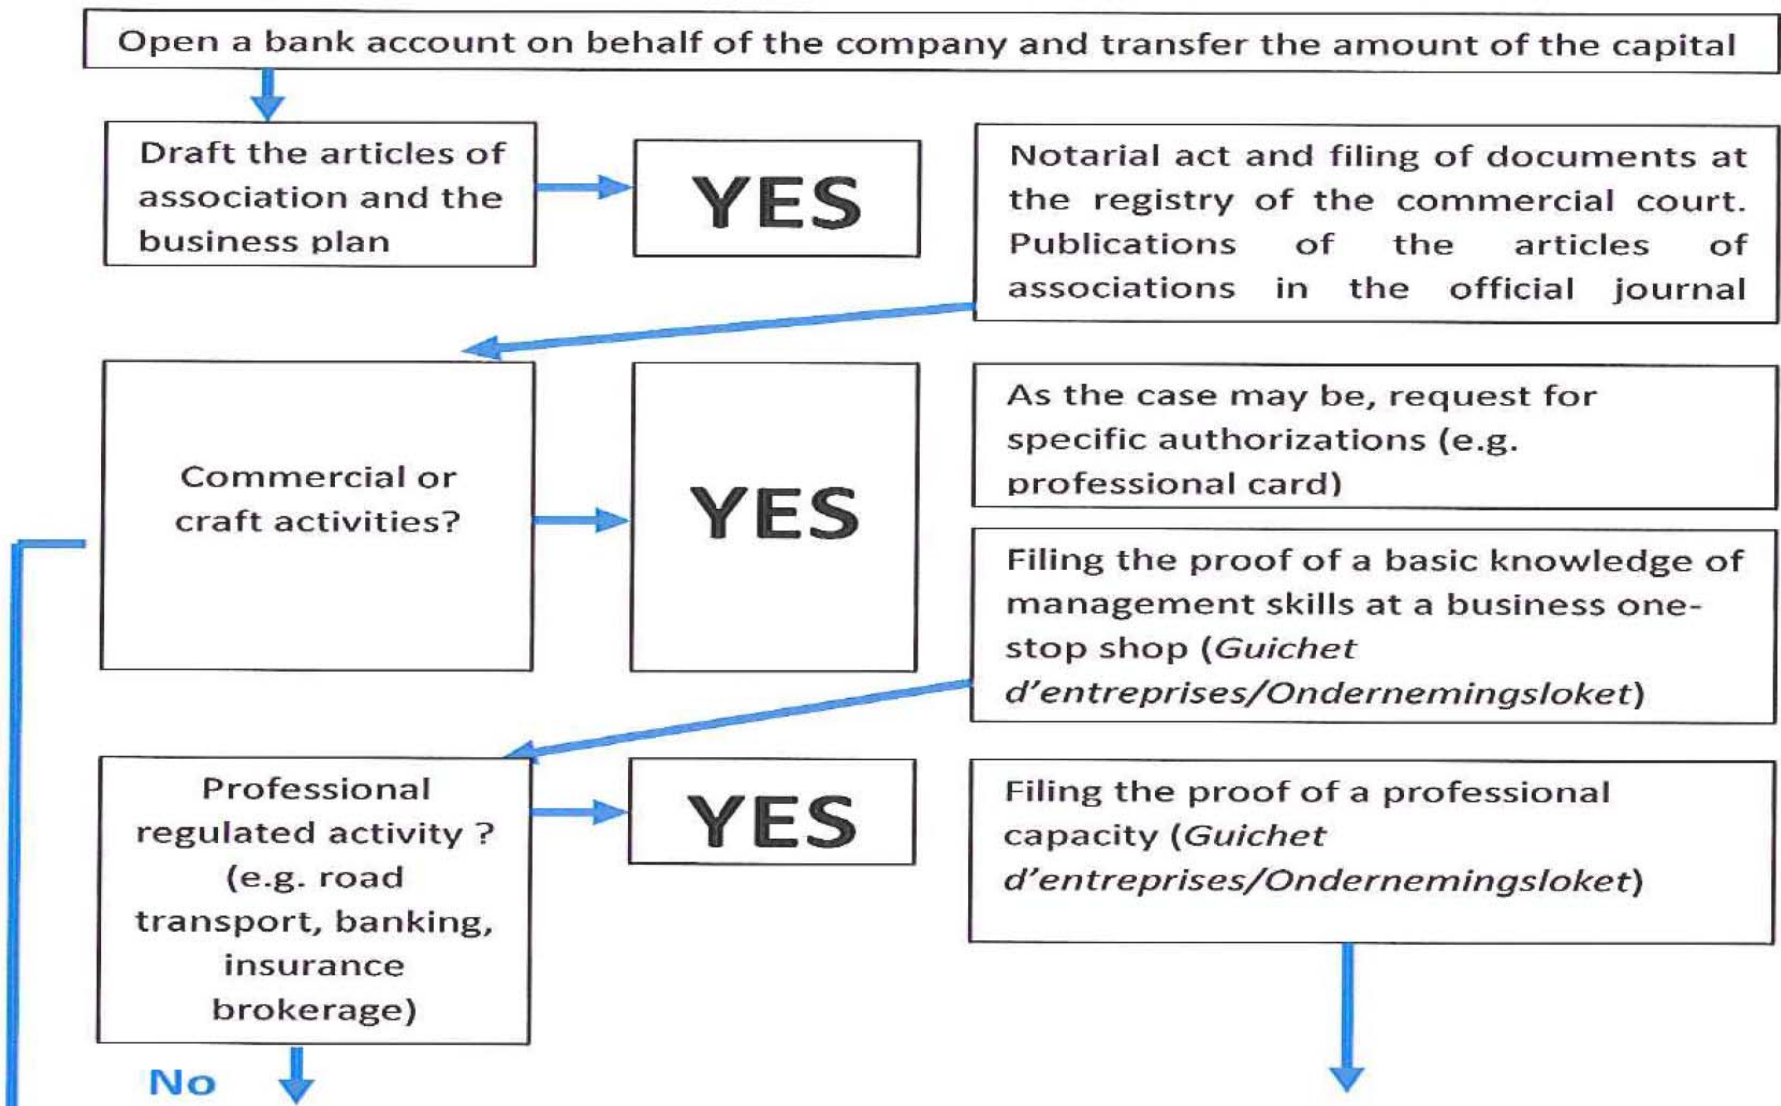 Open a bank account on behalf of the company and transfer the amount of the capital
Draft the articles of
association and the
business plan
YES
Notarial act and filing of documents at
the registry of the commercial court.
Publications of the articles of
associations in the official journal
Commercial or
craft activities?
YES
As the case may be, request for
specific authorizations (e.g.
professional card)
Filing the proof of a basic knowledge of
management skills at a business one-
stop shop (Guichet
d'entreprises/Ondernemingsloket)
Professional
regulated activity ?
(e.g. road
transport, banking,
insurance
brokerage)
YES
Filing the proof of a professional
capacity (Guichet
d'entreprises/Ondernemingsloket)
No